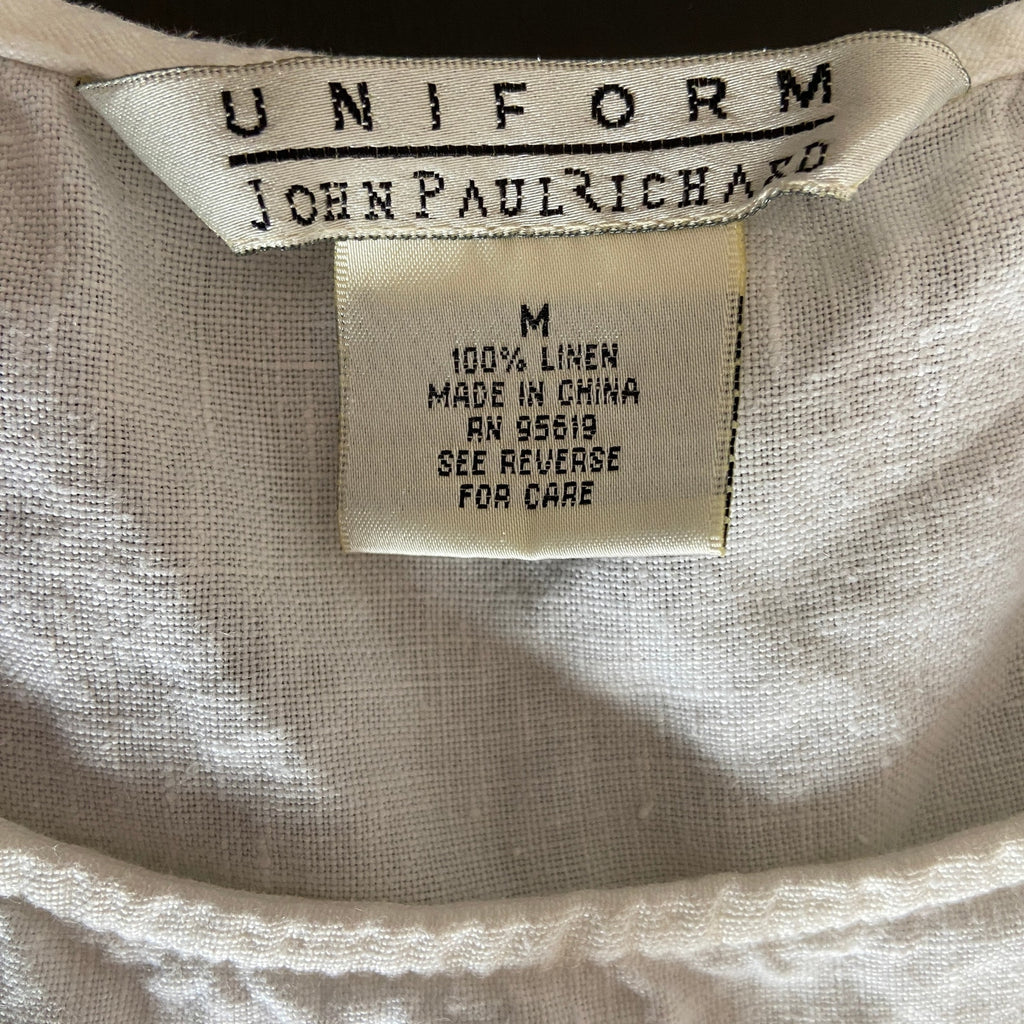 UNIFORM
JOHN PAUL RICHARD
M
100% LINEN
MADE IN CHINA
RN 95619
SEE REVERSE
FOR CARE